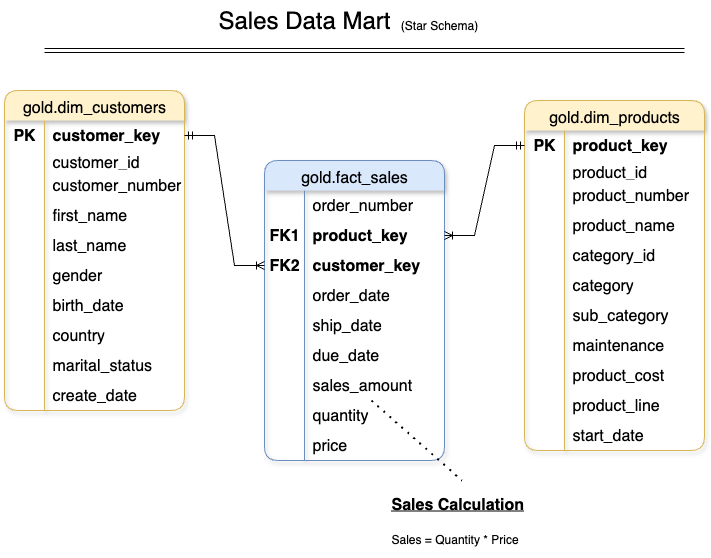 Sales Data Mart (Star Schema)
gold.dim_customers
PK customer_key
customer_id
customer_number
first_name
last_name
gender
birth_date
country
marital_status
create_date
gold.fact_sales
order_number
FK1 product_key
FK2 customer_key
order_date
ship_date
due_date
sales_amount
quantity
price
gold.dim_products
PK product_key
product_id
product_number
product_name
category_id
category
sub_category
maintenance
product_cost
product_line
start_date
Sales Calculation
Sales = Quantity * Price